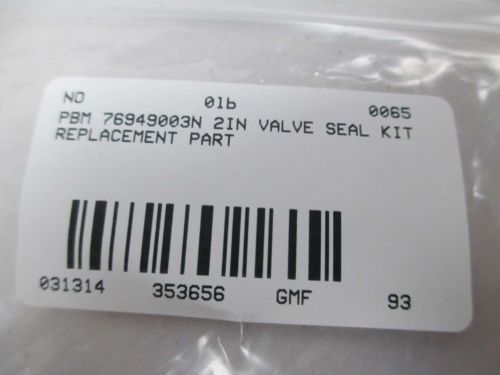 NO 01b 0065
PBM 76949003N 2IN VALVE SEAL KIT
REPLACEMENT PART
031314 353656 GMF 93